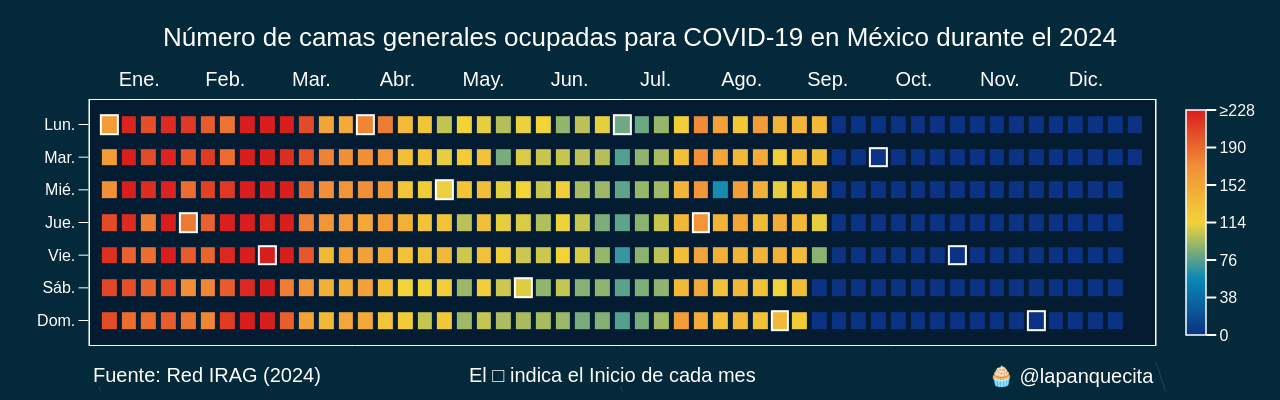 Número de camas generales ocupadas para COVID-19 en México durante el 2024
Ene. Feb. Mar. Abr. May. Jun. Jul. Ago. Sep. Oct. Nov. Dic.
Lun.
Mar.
Mié.
Jue.
Vie.
Sáb.
Dom.
≥228
190
152
114
76
38
0
Fuente: Red IRAG (2024) El □ indica el Inicio de cada mes 🧁 @lapanquecita